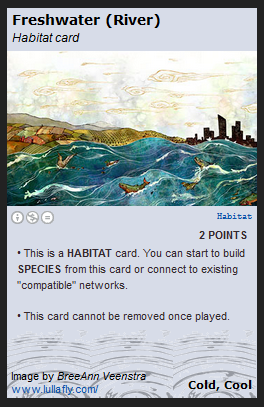 Freshwater (River)
Habitat card
Habitat
2 POINTS
• This is a HABITAT card. You can start to build
SPECIES from this card or connect to existing
"compatible" networks.
• This card cannot be removed once played.
Image by BreeAnn Veenstra
www.lullafly.com/
Cold, Cool